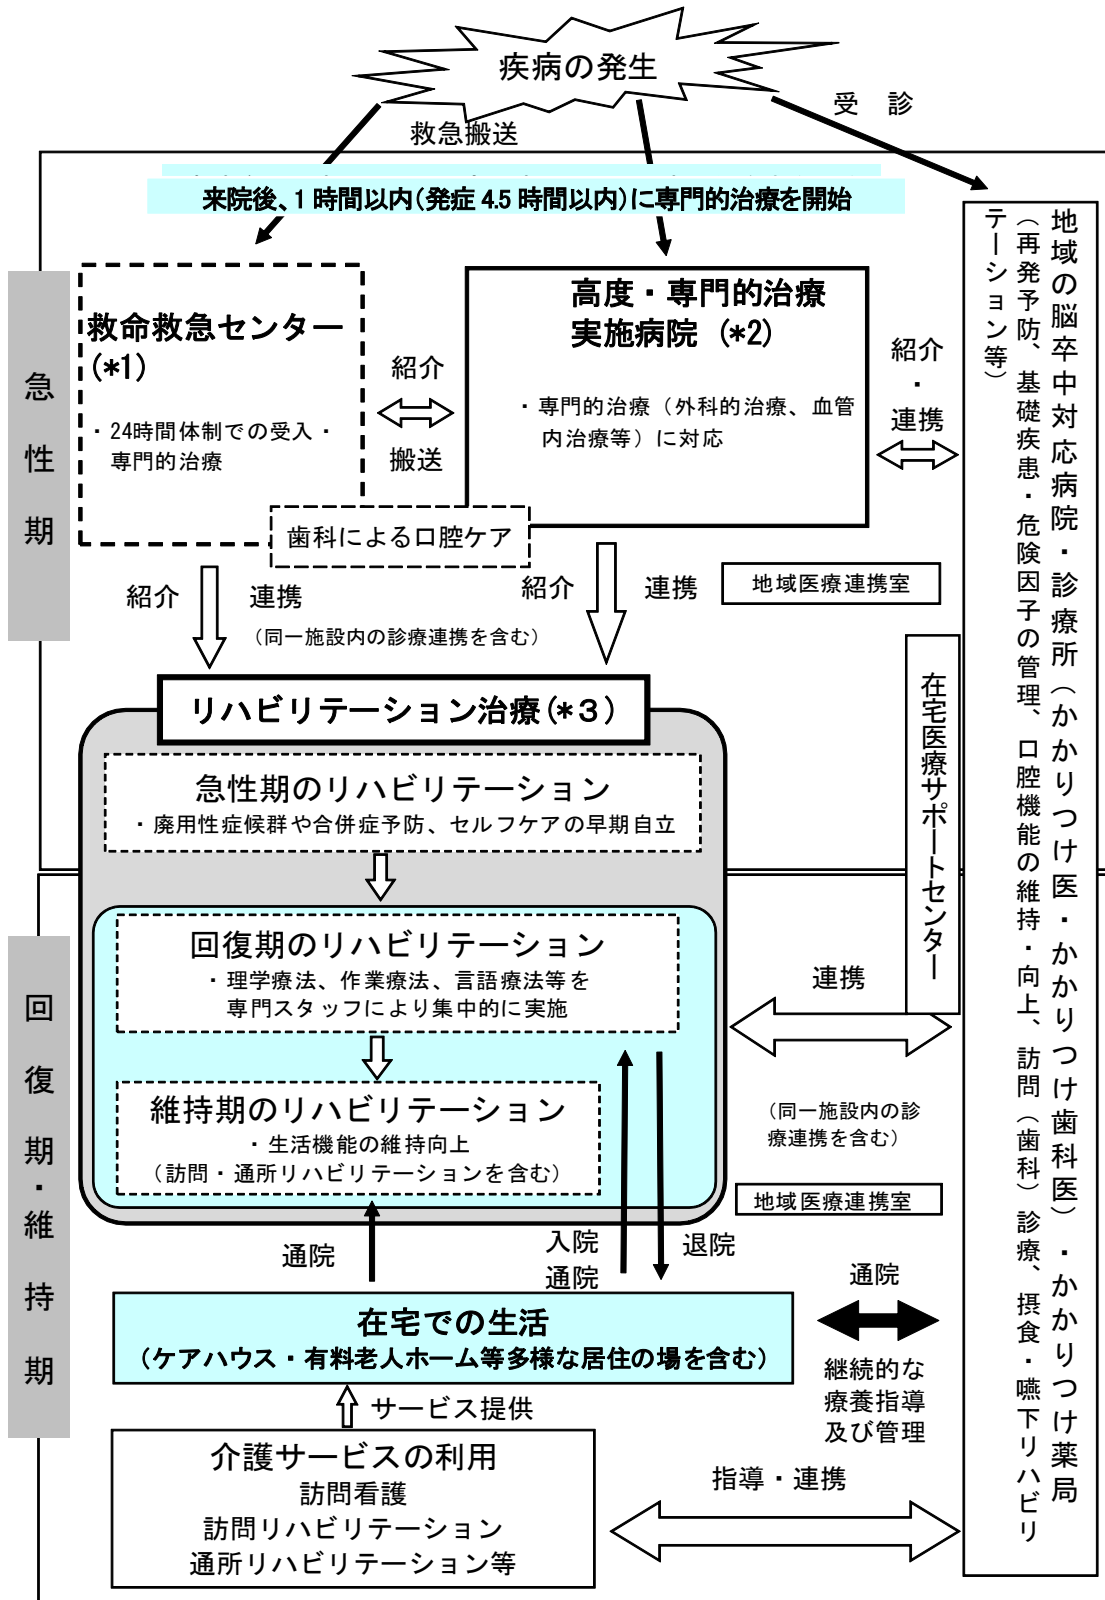 疾病の発生
救急搬送
受 診
来院後、1時間以内(発症4.5時間以内)に専門的治療を開始
急性期
救命救急センター
(*1)
・24時間体制での受入・
専門的治療
紹介
搬送
高度・専門的治療
実施病院 (*2)
・専門的治療（外科的治療、血管
内治療等）に対応
紹介
・
連携
歯科による口腔ケア
紹介
連携
（同一施設内の診療連携を含む）
紹介
連携
地域医療連携室
地域の脳卒中対応病院・診療所（かかりつけ医・かかりつけ歯科医）・かかりつけ薬局
（再発予防、基礎疾患・危険因子の管理、口腔機能の維持・向上、訪問（歯科）診療、摂食・嚥下リハビリ
テーション等）
在宅医療サポートセンター
リハビリテーション治療(*３)
急性期のリハビリテーション
・廃用性症候群や合併症予防、セルフケアの早期自立
回復期・維持期
回復期のリハビリテーション
・理学療法、作業療法、言語療法等を
専門スタッフにより集中的に実施
連携
維持期のリハビリテーション
・生活機能の維持向上
（訪問・通所リハビリテーションを含む）
（同一施設内の診
療連携を含む）
地域医療連携室
通院
入院
通院
退院
通院
在宅での生活
（ケアハウス・有料老人ホーム等多様な居住の場を含む）
継続的な
療養指導
及び管理
サービス提供
介護サービスの利用
訪問看護
訪問リハビリテーション
通所リハビリテーション等
指導・連携